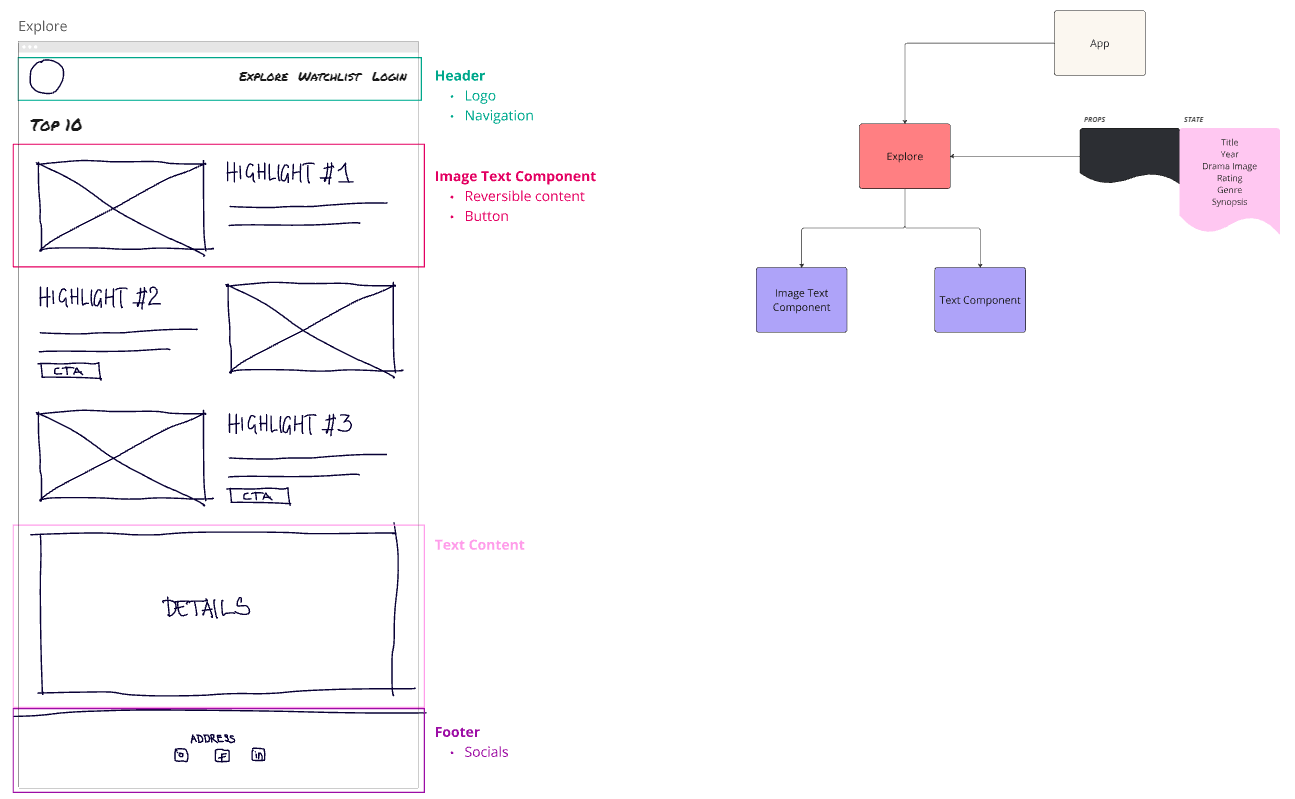 Explore
EXPLORE WATCHLIST LOGIN
Header
• Logo
• Navigation
TOP 10
HIGHLIGHT #1
Image Text Component
• Reversible content
• Button
HIGHLIGHT #2
CTA
HIGHLIGHT #3
CTA
Text Content
DETAILS
Footer
• Socials
ADDRESS
f
in
App
Explore
PROPS
STATE
Title
Year
Drama Image
Rating
Genre
Synopsis
Image Text
Component
Text Component